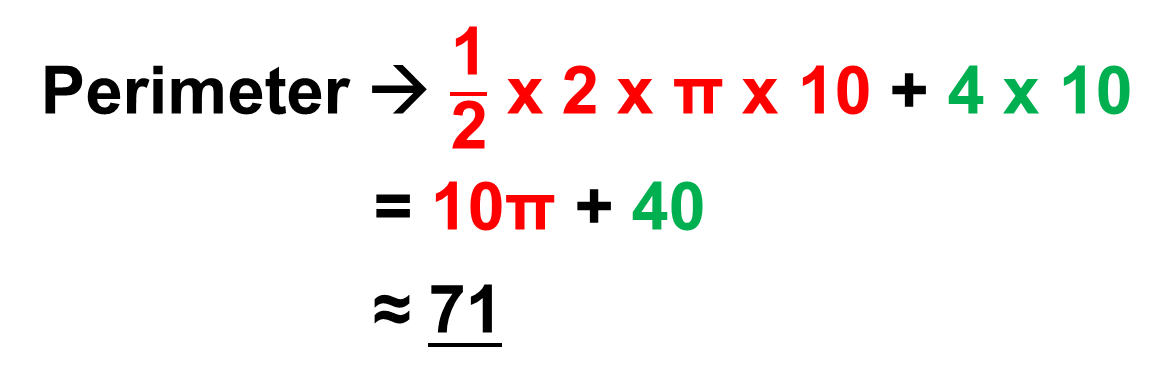 Perimeter → 1/2 x 2 x π x 10 + 4 x 10
= 10π + 40
≈ 71